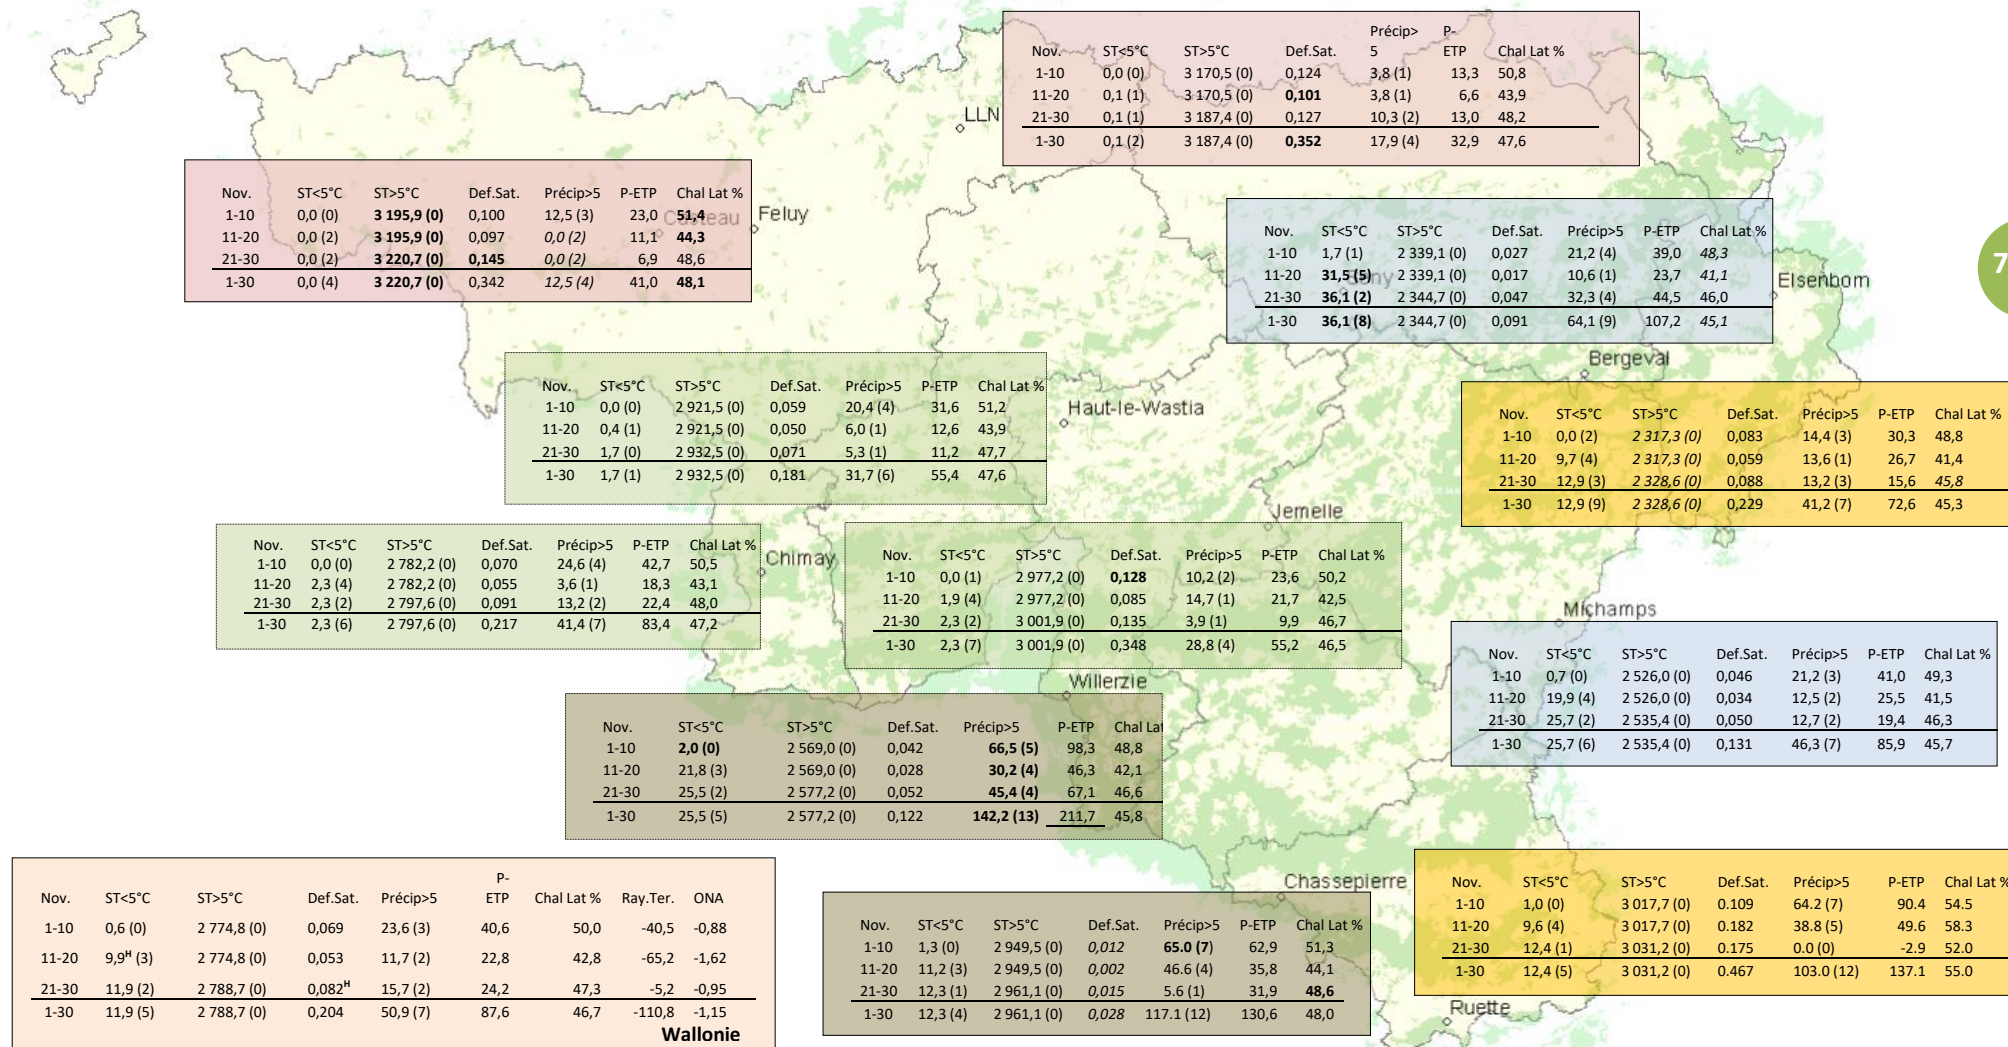 Précip> P-
Nov. ST<5°C ST>5°C Def.Sat. 5 ETP Chal Lat %
1-10 0,0 (0) 3 170,5 (0) 0,124 3,8 (1) 13,3 50,8
11-20 0,1 (1) 3 170,5 (0) 0,101 3,8 (1) 6,6 43,9
21-30 0,1 (1) 3 187,4 (0) 0,127 10,3 (2) 13,0 48,2
1-30 0,1 (2) 3 187,4 (0) 0,352 17,9 (4) 32,9 47,6
LLN
Nov. ST<5°C ST>5°C Def.Sat. Précip>5 P-ETP Chal Lat %
1-10 0,0 (0) 3 195,9 (0) 0,100 12,5 (3) 23,0 51,4
11-20 0,0 (2) 3 195,9 (0) 0,097 0,0 (2) 11,1 44,3
21-30 0,0 (2) 3 220,7 (0) 0,145 0,0 (2) 6,9 48,6
1-30 0,0 (4) 3 220,7 (0) 0,342 12,5 (4) 41,0 48,1
Feluy
Nov. ST<5°C ST>5°C Def.Sat. Précip>5 P-ETP Chal Lat %
1-10 1,7 (1) 2 339,1 (0) 0,027 21,2 (4) 39,0 48,3
11-20 31,5 (5) 2 339,1 (0) 0,017 10,6 (1) 23,7 41,1
21-30 36,1 (2) 2 344,7 (0) 0,047 32,3 (4) 44,5 46,0
1-30 36,1 (8) 2 344,7 (0) 0,091 64,1 (9) 107,2 45,1
7
Elsenborn
Bergeval
Nov. ST<5°C ST>5°C Def.Sat. Précip>5 P-ETP Chal Lat %
1-10 0,0 (0) 2 921,5 (0) 0,059 20,4 (4) 31,6 51,2
11-20 0,4 (1) 2 921,5 (0) 0,050 6,0 (1) 12,6 43,9
21-30 1,7 (0) 2 932,5 (0) 0,071 5,3 (1) 11,2 47,7
1-30 1,7 (1) 2 932,5 (0) 0,181 31,7 (6) 55,4 47,6
Haut-le-Wastia
Nov. ST<5°C ST>5°C Def.Sat. Précip>5 P-ETP Chal Lat %
1-10 0,0 (2) 2 317,3 (0) 0,083 14,4 (3) 30,3 48,8
11-20 9,7 (4) 2 317,3 (0) 0,059 13,6 (1) 26,7 41,4
21-30 12,9 (3) 2 328,6 (0) 0,088 13,2 (3) 15,6 45,8
1-30 12,9 (9) 2 328,6 (0) 0,229 41,2 (7) 72,6 45,3
Jemelle
Nov. ST<5°C ST>5°C Def.Sat. Précip>5 P-ETP Chal Lat %
1-10 0,0 (0) 2 782,2 (0) 0,070 24,6 (4) 42,7 50,5
11-20 2,3 (4) 2 782,2 (0) 0,055 3,6 (1) 18,3 43,1
21-30 2,3 (2) 2 797,6 (0) 0,091 13,2 (2) 22,4 48,0
1-30 2,3 (6) 2 797,6 (0) 0,217 41,4 (7) 83,4 47,2
Chimay
Nov. ST<5°C ST>5°C Def.Sat. Précip>5 P-ETP Chal Lat %
1-10 0,0 (1) 2 977,2 (0) 0,128 10,2 (2) 23,6 50,2
11-20 1,9 (4) 2 977,2 (0) 0,085 14,7 (1) 21,7 42,5
21-30 2,3 (2) 3 001,9 (0) 0,135 3,9 (1) 9,9 46,7
1-30 2,3 (7) 3 001,9 (0) 0,348 28,8 (4) 55,2 46,5
Michamps
Nov. ST<5°C ST>5°C Def.Sat. Précip>5 P-ETP Chal Lat %
1-10 0,7 (0) 2 526,0 (0) 0,046 21,2 (3) 41,0 49,3
11-20 19,9 (4) 2 526,0 (0) 0,034 12,5 (2) 25,5 41,5
21-30 25,7 (2) 2 535,4 (0) 0,050 12,7 (2) 19,4 46,3
1-30 25,7 (6) 2 535,4 (0) 0,131 46,3 (7) 85,9 45,7
Willerzie
Nov. ST<5°C ST>5°C Def.Sat. Précip>5 P-ETP Chal Lat
1-10 2,0 (0) 2 569,0 (0) 0,042 66,5 (5) 98,3 48,8
11-20 21,8 (3) 2 569,0 (0) 0,028 30,2 (4) 46,3 42,1
21-30 25,5 (2) 2 577,2 (0) 0,052 45,4 (4) 67,1 46,6
1-30 25,5 (5) 2 577,2 (0) 0,122 142,2 (13) 211,7 45,8
P-
Nov. ST<5°C ST>5°C Def.Sat. Précip>5 ETP Chal Lat % Ray.Ter. ONA
1-10 0,6 (0) 2 774,8 (0) 0,069 23,6 (3) 40,6 50,0 -40,5 -0,88
11-20 9,9ᴴ (3) 2 774,8 (0) 0,053 11,7 (2) 22,8 42,8 -65,2 -1,62
21-30 11,9 (2) 2 788,7 (0) 0,082ᴴ 15,7 (2) 24,2 47,3 -5,2 -0,95
1-30 11,9 (5) 2 788,7 (0) 0,204 50,9 (7) 87,6 46,7 -110,8 -1,15
Wallonie
Chassepierre
Nov. ST<5°C ST>5°C Def.Sat. Précip>5 P-ETP Chal Lat %
1-10 1,3 (0) 2 949,5 (0) 0,012 65.0 (7) 62,9 51,3
11-20 11,2 (3) 2 949,5 (0) 0,002 46.6 (4) 35,8 44,1
21-30 12,3 (1) 2 961,1 (0) 0,015 5.6 (1) 31,9 48,6
1-30 12,3 (4) 2 961,1 (0) 0,028 117.1 (12) 130,6 48,0
Nov. ST<5°C ST>5°C Def.Sat. Précip>5 P-ETP Chal Lat %
1-10 1,0 (0) 3 017,7 (0) 0.109 64.2 (7) 90.4 54.5
11-20 9,6 (4) 3 017,7 (0) 0.182 38.8 (5) 49.6 58.3
21-30 12,4 (1) 3 031,2 (0) 0.175 0.0 (0) -2.9 52.0
1-30 12,4 (5) 3 031,2 (0) 0.467 103.0 (12) 137.1 55.0
Ruette